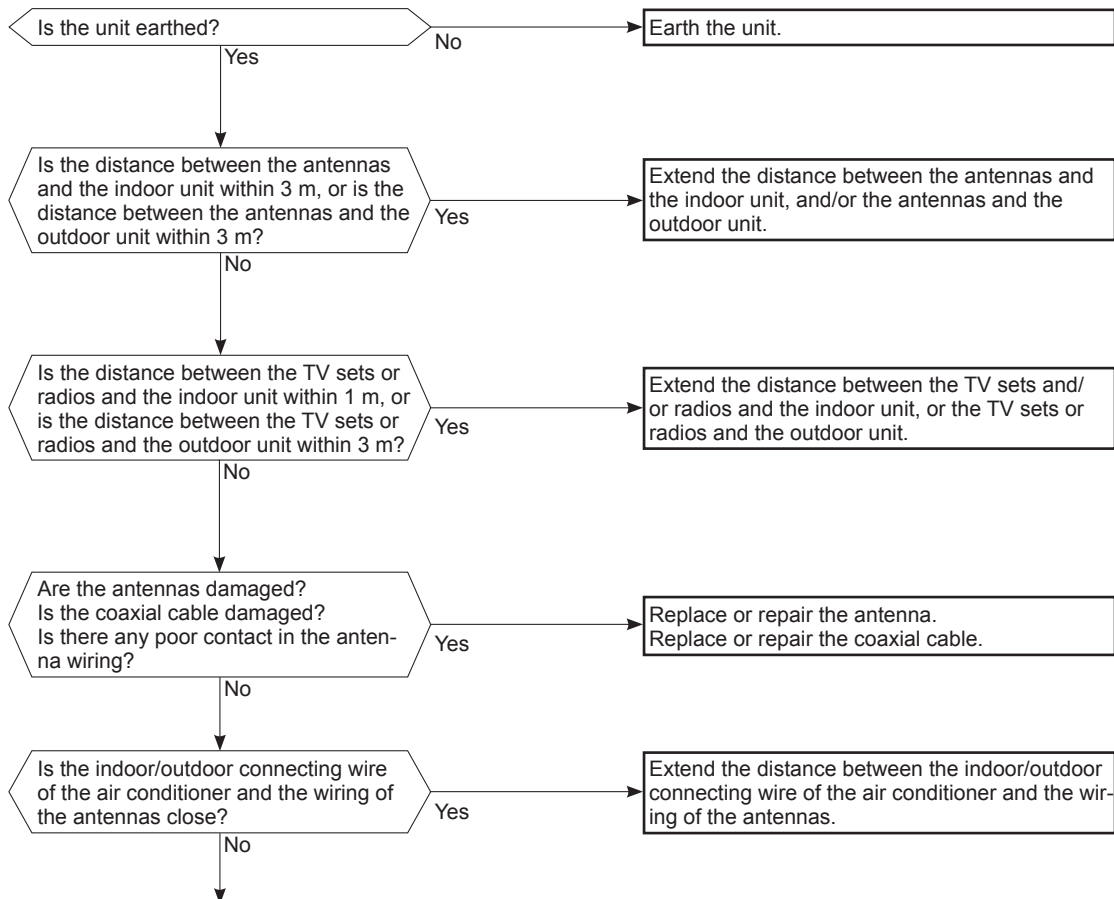 Is the unit earthed?
No
Earth the unit.
Yes
Is the distance between the antennas
and the indoor unit within 3 m, or is the
distance between the antennas and the
outdoor unit within 3 m?
Yes
Extend the distance between the antennas and
the indoor unit, and/or the antennas and the
outdoor unit.
No
Is the distance between the TV sets or
radios and the indoor unit within 1 m, or
is the distance between the TV sets or
radios and the outdoor unit within 3 m?
Yes
Extend the distance between the TV sets and/
or radios and the indoor unit, or the TV sets or
radios and the outdoor unit.
No
Are the antennas damaged?
Is the coaxial cable damaged?
Is there any poor contact in the anten-
na wiring?
Yes
Replace or repair the antenna.
Replace or repair the coaxial cable.
No
Is the indoor/outdoor connecting wire
of the air conditioner and the wiring of
the antennas close?
Yes
Extend the distance between the indoor/outdoor
connecting wire of the air conditioner and the wir-
ing of the antennas.
No